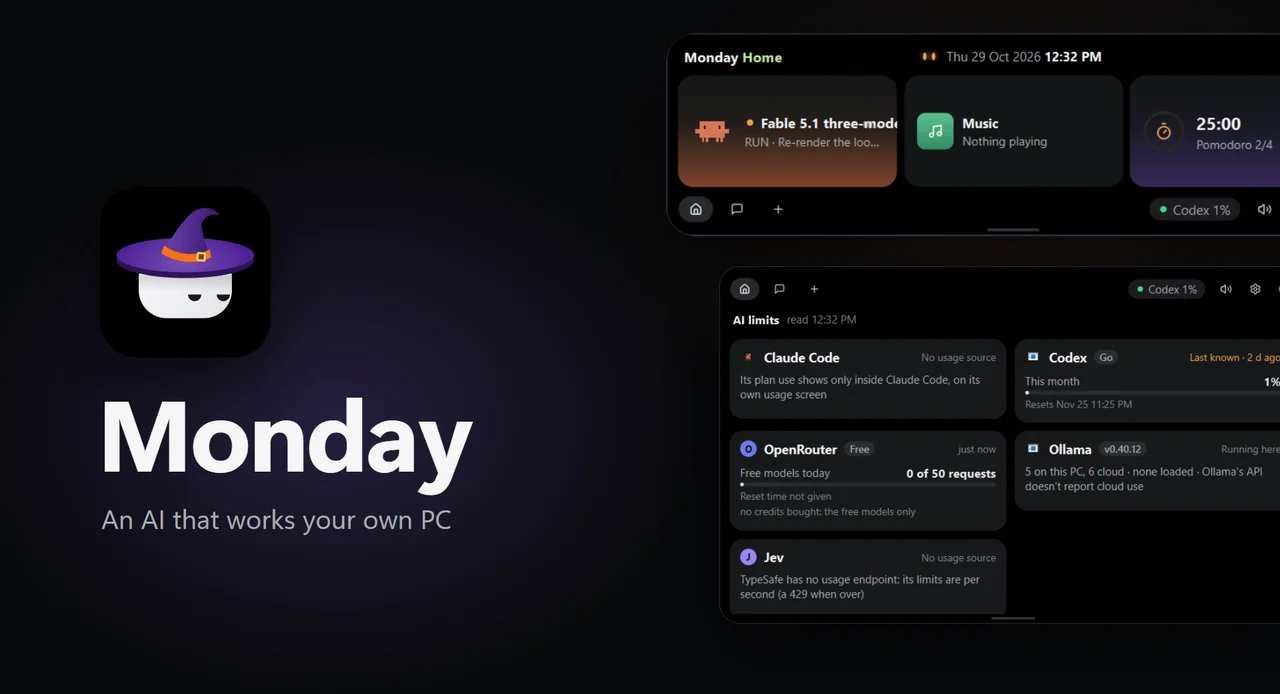 Monday
An AI that works your own PC
Monday Home
Thu 29 Oct 2026 12:32 PM
Fable 5.1 three-mode
RUN · Re-render the loo...
Music
Nothing playing
25:00
Pomodoro 2/4
Codex 1%
Codex 1%
AI limits read 12:32 PM
Claude Code
No usage source
Its plan use shows only inside Claude Code, on its
own usage screen
Codex Go
Last known · 2 d ago
This month
1%
Resets Nov 25 11:25 PM
O OpenRouter Free
just now
Free models today
0 of 50 requests
Reset time not given
no credits bought: the free models only
Ollama v0.40.12
Running here
5 on this PC, 6 cloud · none loaded · Ollama's API
doesn't report cloud use
J Jev
No usage source
TypeSafe has no usage endpoint: its limits are per
second (a 429 when over)